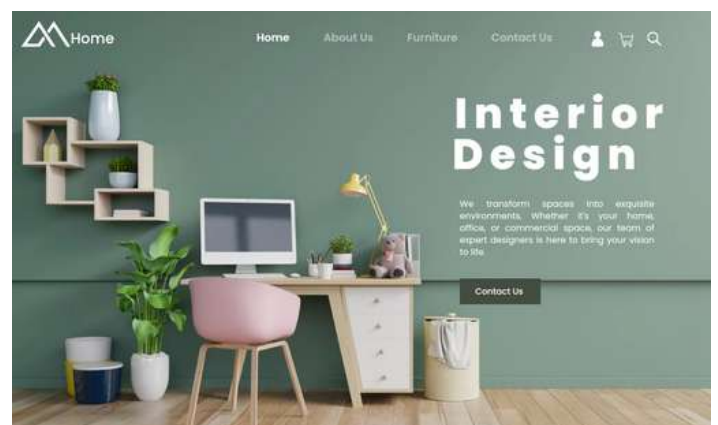 Home
Home About Us Furniture Contact Us
Interior
Design
We transform spaces into exquisite
environments. Whether it's your home,
office, or commercial space, our team of
expert designers is here to bring your vision
to life.
Contact Us